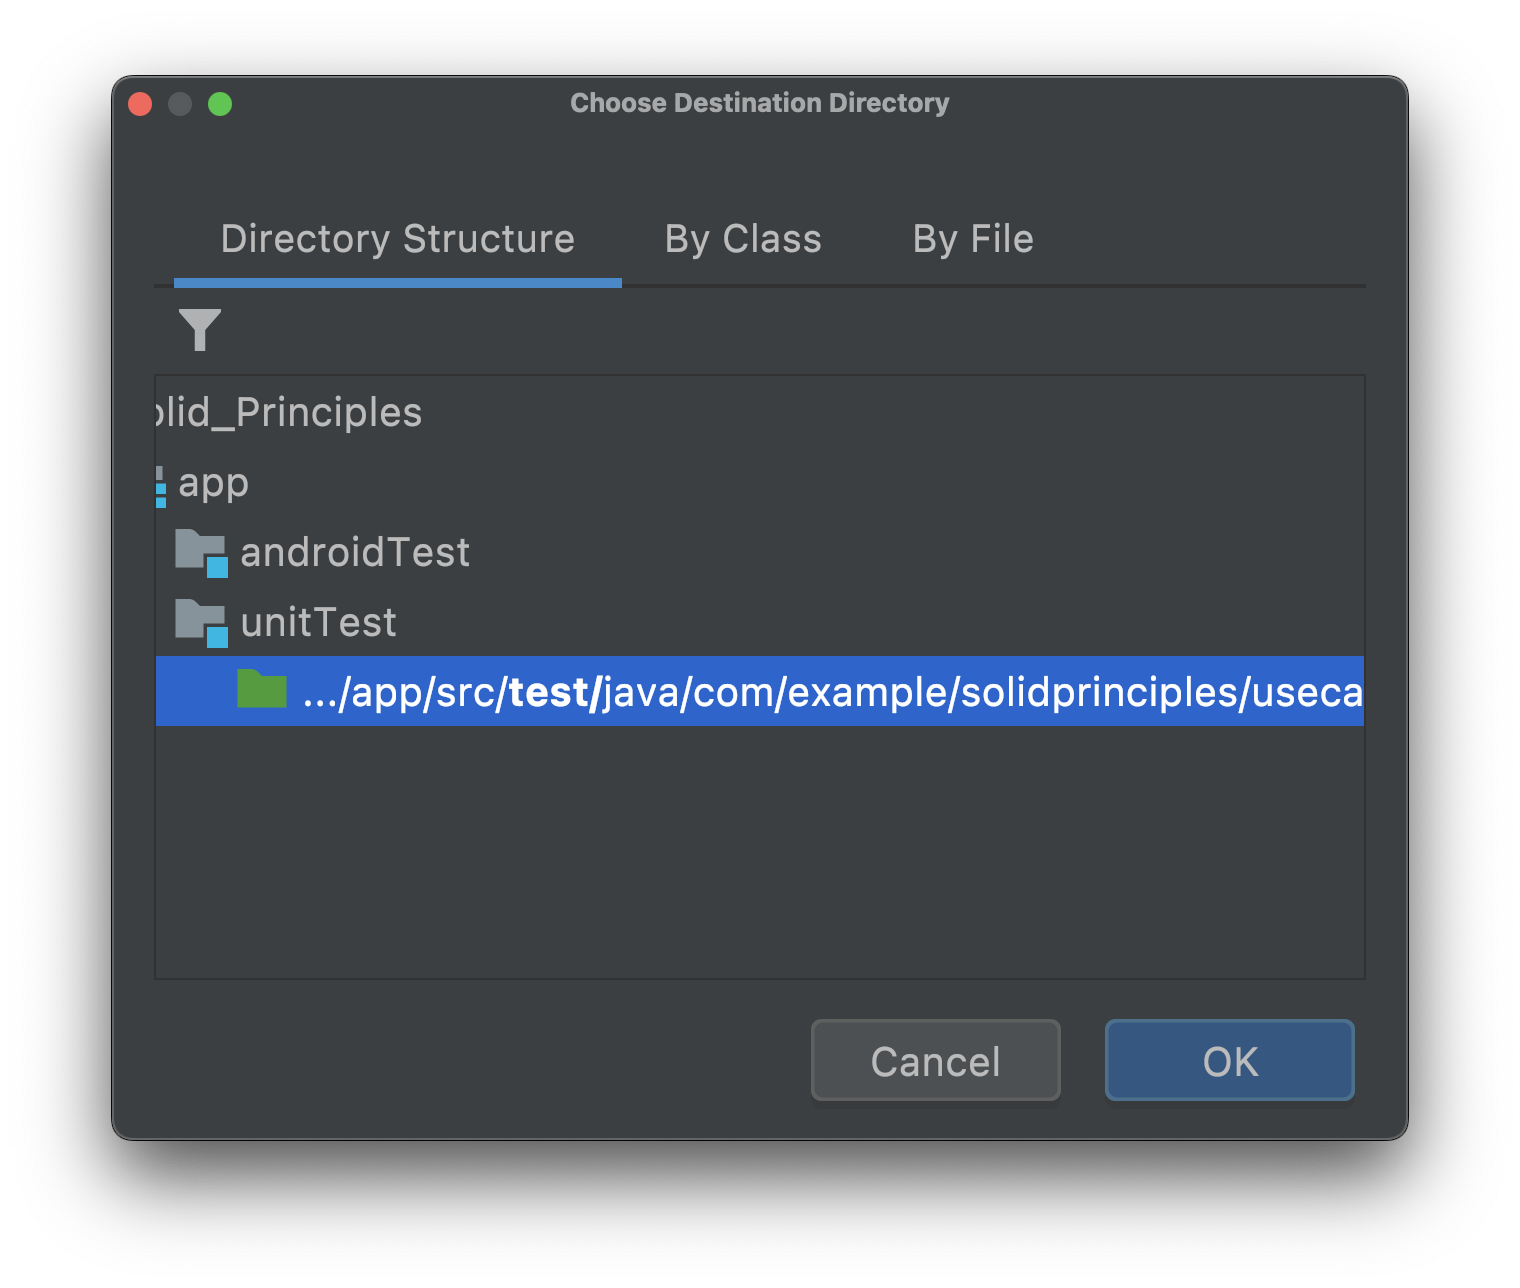 Choose Destination Directory
Directory Structure By Class By File
olid_Principles
app
androidTest
unitTest
.../app/src/test/java/com/example/solidprinciples/useca
Cancel OK